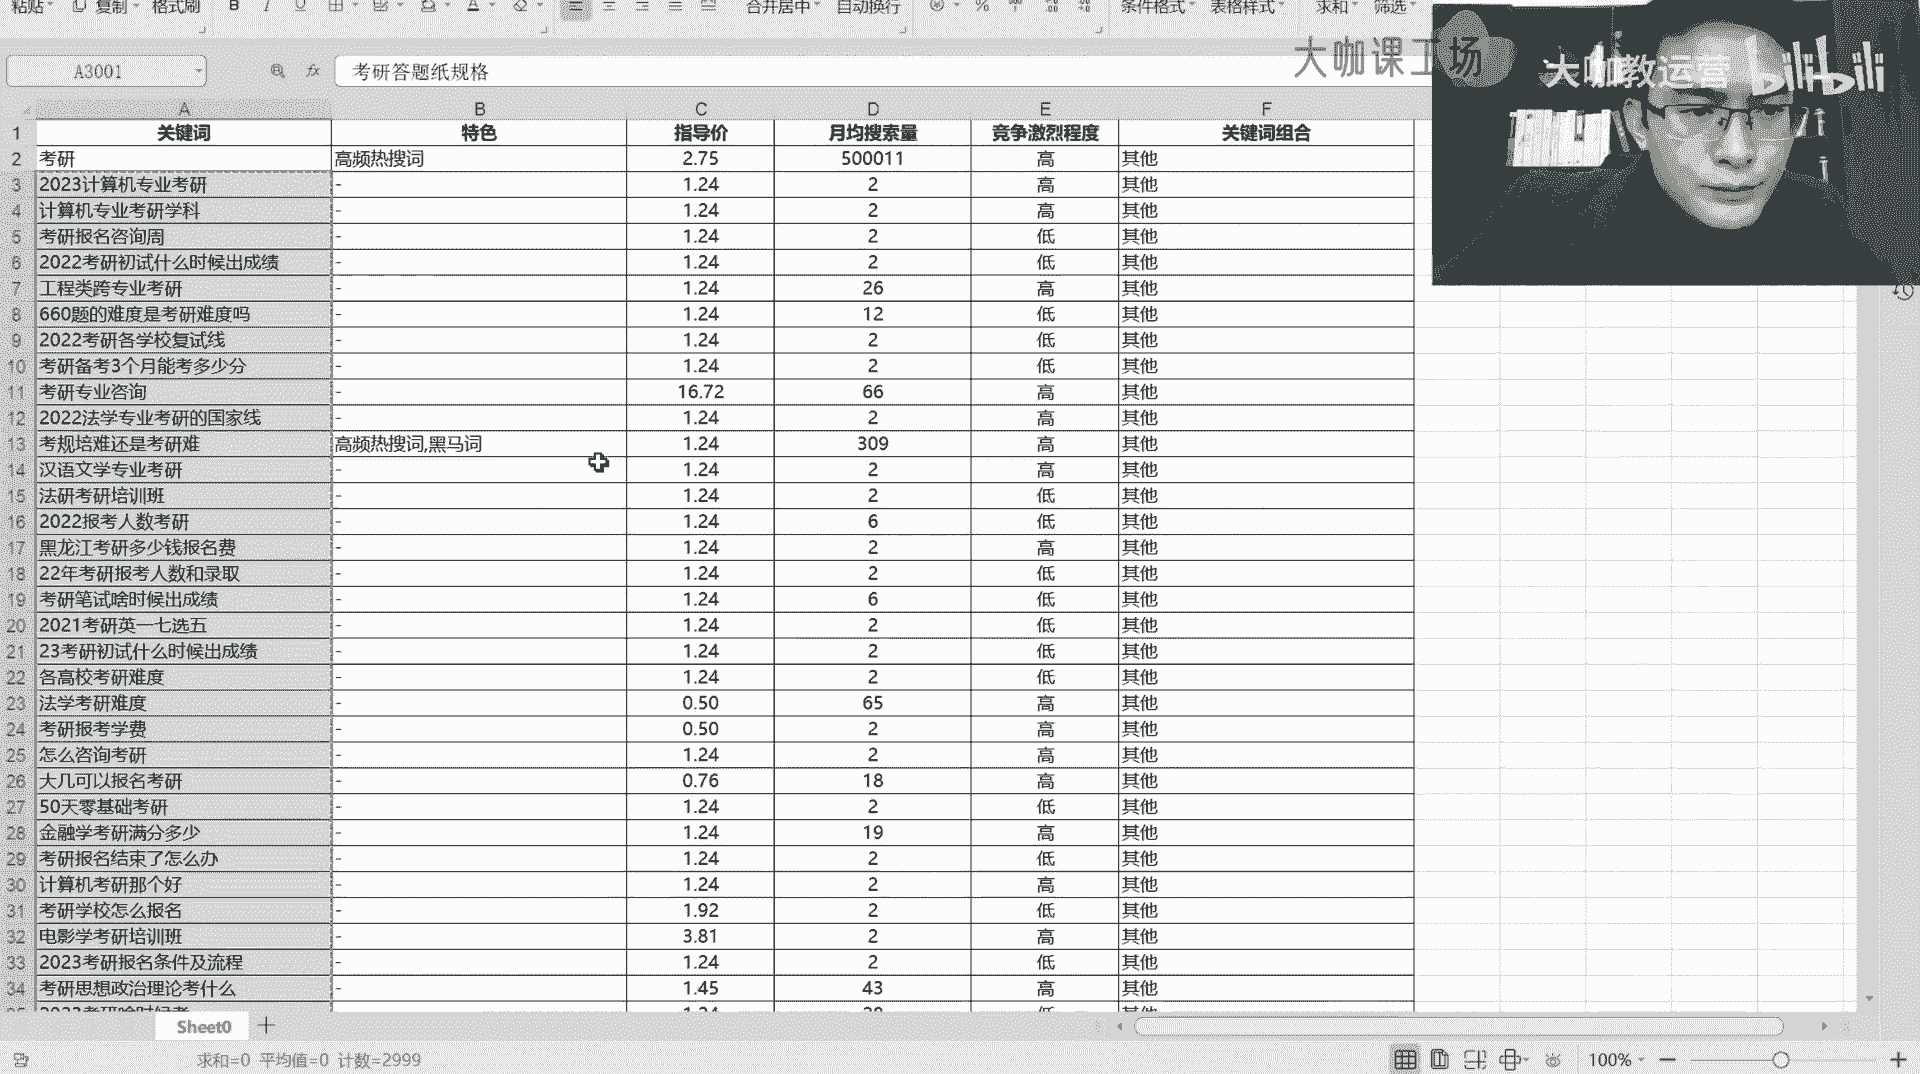 粘贴 复制 格式刷 B I U A 合并居中 自动换行 % 条件格式 表格样式 求和 筛选
大咖课工场
大咖教运营 bilibili
A3001 fx 考研答题纸规格
A B C D E F
1 关键词 特色 指导价 月均搜索量 竞争激烈程度 关键词组合
2 考研 高频热搜词 2.75 500011 高 其他
3 2023计算机专业考研 - 1.24 2 高 其他
4 计算机专业考研学科 - 1.24 2 高 其他
5 考研报名咨询周 - 1.24 2 低 其他
6 2022考研初试什么时候出成绩 - 1.24 2 低 其他
7 工程类跨专业考研 - 1.24 26 高 其他
8 660题的难度是考研难度吗 - 1.24 12 低 其他
9 2022考研各学校复试线 - 1.24 2 低 其他
10 考研备考3个月能考多少分 - 1.24 2 低 其他
11 考研专业咨询 - 16.72 66 高 其他
12 2022法学专业考研的国家线 - 1.24 2 高 其他
13 考规培难还是考研难 高频热搜词,黑马词 1.24 309 高 其他
14 汉语文学专业考研 - 1.24 2 高 其他
15 法研考研培训班 - 1.24 2 低 其他
16 2022报考人数考研 - 1.24 6 低 其他
17 黑龙江考研多少钱报名费 - 1.24 2 高 其他
18 22年考研报考人数和录取 - 1.24 2 低 其他
19 考研笔试啥时候出成绩 - 1.24 6 低 其他
20 2021考研英一七选五 - 1.24 2 低 其他
21 23考研初试什么时候出成绩 - 1.24 2 低 其他
22 各高校考研难度 - 1.24 2 低 其他
23 法学考研难度 - 0.50 65 高 其他
24 考研报考学费 - 0.50 2 高 其他
25 怎么咨询考研 - 1.24 2 高 其他
26 大几可以报名考研 - 0.76 18 高 其他
27 50天零基础考研 - 1.24 2 低 其他
28 金融学考研满分多少 - 1.24 19 高 其他
29 考研报名结束了怎么办 - 1.24 2 低 其他
30 计算机考研那个好 - 1.24 2 高 其他
31 考研学校怎么报名 - 1.92 2 低 其他
32 电影学考研培训班 - 3.81 2 高 其他
33 2023考研报名条件及流程 - 1.24 2 低 其他
34 考研思想政治理论考什么 - 1.45 43 高 其他
Sheet0
求和=0 平均值=0 计数=2999 100%